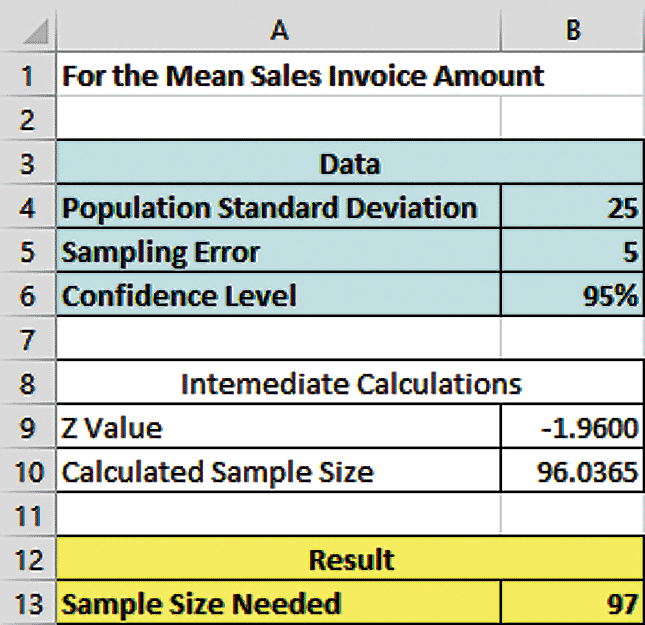 A B
1 For the Mean Sales Invoice Amount
2
3 Data
4 Population Standard Deviation 25
5 Sampling Error 5
6 Confidence Level 95%
7
8 Intemediate Calculations
9 Z Value -1.9600
10 Calculated Sample Size 96.0365
11
12 Result
13 Sample Size Needed 97